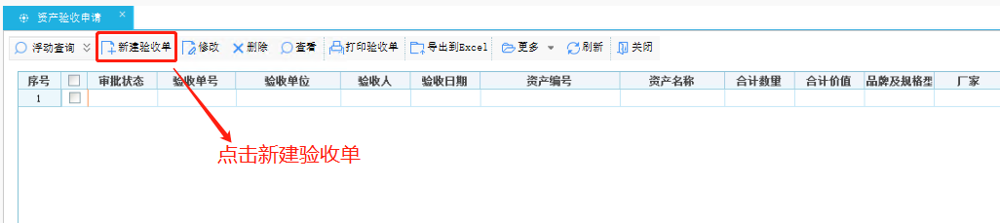 资产验收申请
浮动查询 新建验收单 修改 删除 查看 打印验收单 导出到Excel 更多 刷新 关闭
序号 审批状态 验收单号 验收单位 验收人 验收日期 资产编号 资产名称 合计数量 合计价值 品牌及规格型 厂家
1
点击新建验收单